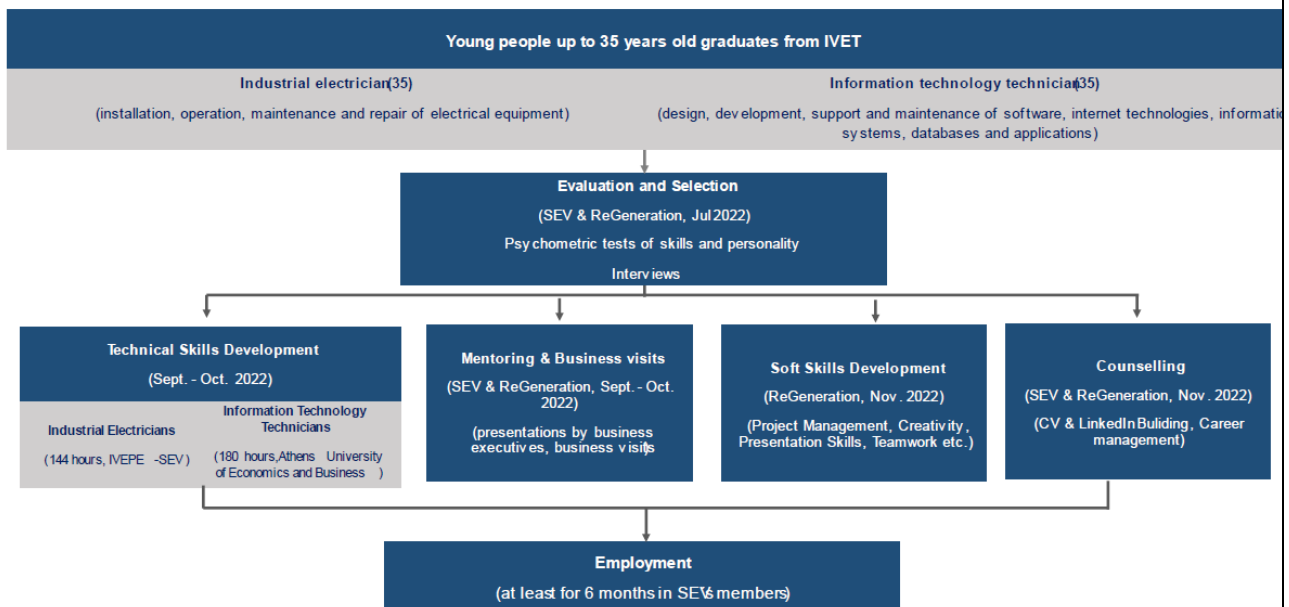 Young people up to 35 years old graduates from IVET
Industrial electrician(35)
(installation, operation, maintenance and repair of electrical equipment)
Information technology technician(35)
(design, development, support and maintenance of software, internet technologies, informatic
systems, databases and applications)
Evaluation and Selection
(SEV & ReGeneration, Jul 2022)
Psychometric tests of skills and personality
Interviews
Technical Skills Development
(Sept. - Oct. 2022)
Industrial Electricians
(144 hours, IVEPE -SEV)
Information Technology
Technicians
(180 hours,Athens University
of Economics and Business )
Mentoring & Business visits
(SEV & ReGeneration, Sept. - Oct.
2022)
(presentations by business
executives, business visits)
Soft Skills Development
(ReGeneration, Nov. 2022)
(Project Management, Creativity,
Presentation Skills, Teamwork etc.)
Counselling
(SEV & ReGeneration, Nov. 2022)
(CV & LinkedIn Buliding, Career
management)
Employment
(at least for 6 months in SEV's members)